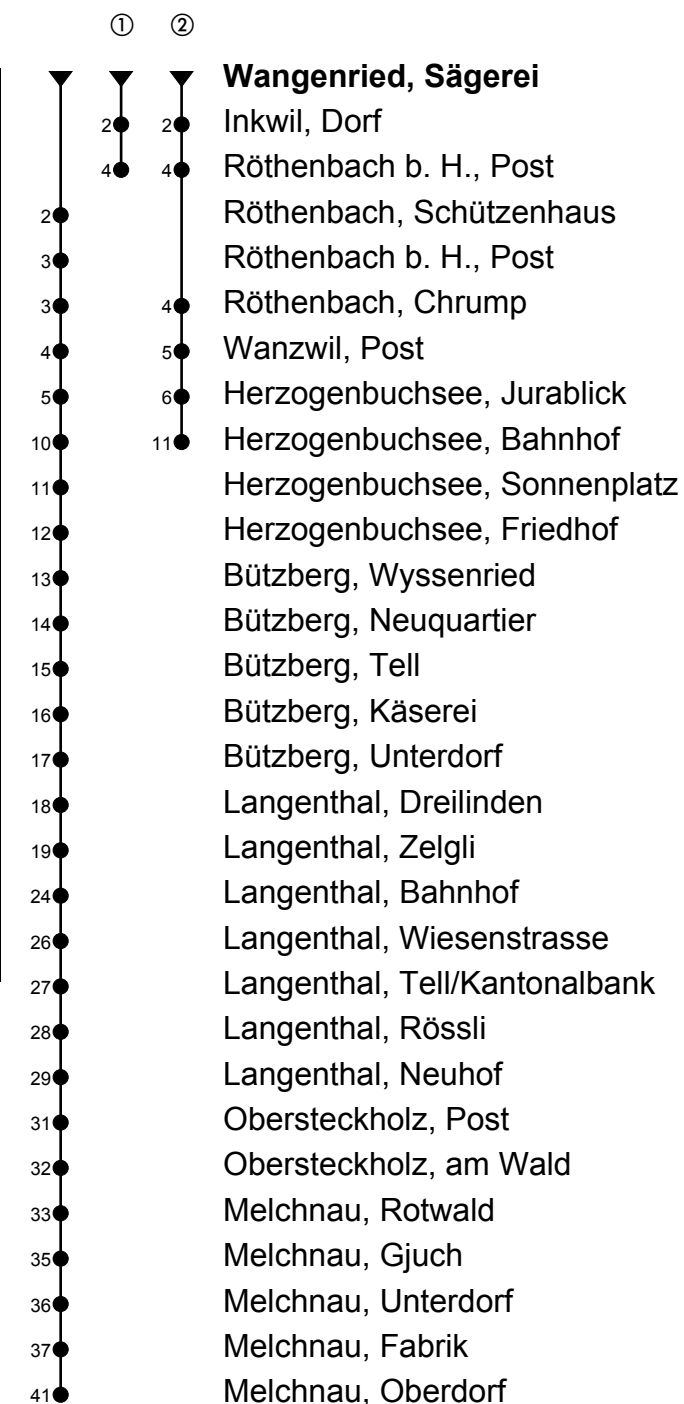 ① ②
Wangenried, Sägerei
2 2 Inkwil, Dorf
4 4 Röthenbach b. H., Post
2 Röthenbach, Schützenhaus
3 Röthenbach b. H., Post
3 4 Röthenbach, Chrump
4 5 Wanzwil, Post
5 6 Herzogenbuchsee, Jurablick
10 11 Herzogenbuchsee, Bahnhof
11 Herzogenbuchsee, Sonnenplatz
12 Herzogenbuchsee, Friedhof
13 Bützberg, Wyssenried
14 Bützberg, Neuquartier
15 Bützberg, Tell
16 Bützberg, Käserei
17 Bützberg, Unterdorf
18 Langenthal, Dreilinden
19 Langenthal, Zelgli
24 Langenthal, Bahnhof
26 Langenthal, Wiesenstrasse
27 Langenthal, Tell/Kantonalbank
28 Langenthal, Rössli
29 Langenthal, Neuhof
31 Obersteckholz, Post
32 Obersteckholz, am Wald
33 Melchnau, Rotwald
35 Melchnau, Gjuch
36 Melchnau, Unterdorf
37 Melchnau, Fabrik
41 Melchnau, Oberdorf